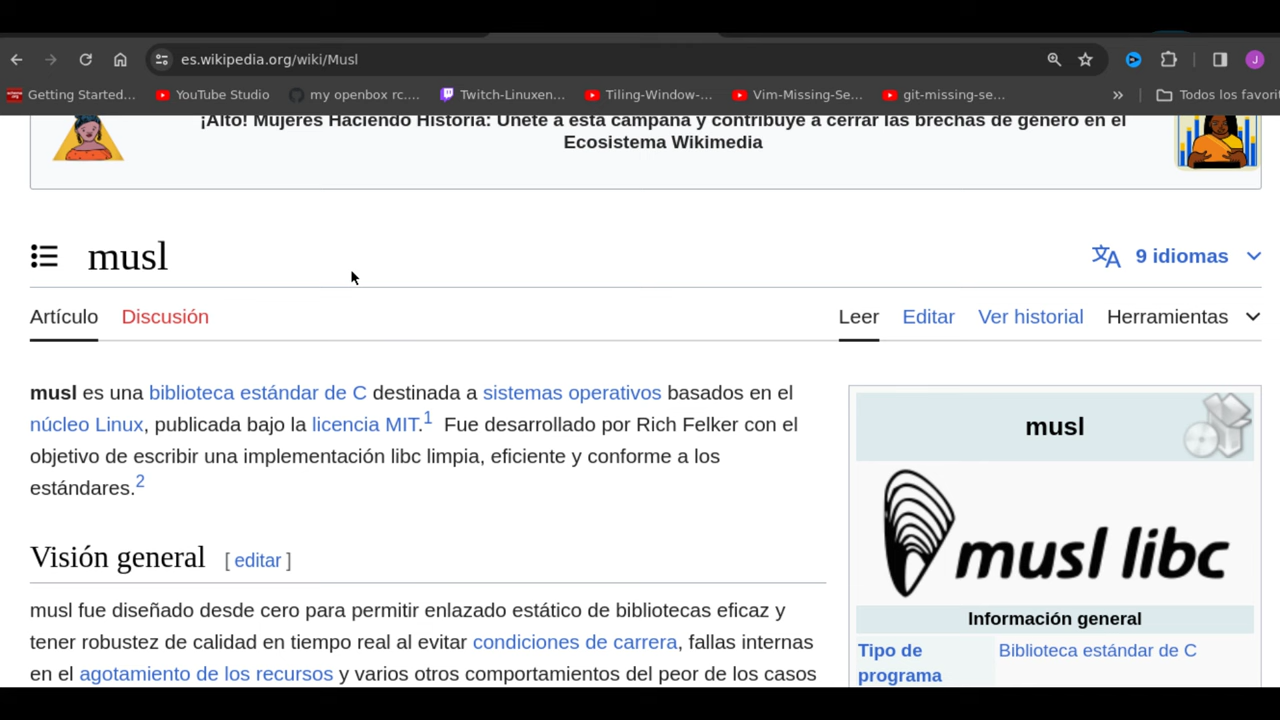 es.wikipedia.org/wiki/Musl
J
Getting Started...
YouTube Studio
my openbox rc....
Twitch-Linuxen...
Tiling-Window-...
Vim-Missing-Se...
git-missing-se...
»
Todos los favori
¡Alto! Mujeres Haciendo Historia: Únete a esta campaña y contribuye a cerrar las brechas de género en el
Ecosistema Wikimedia
musl
9 idiomas
Artículo
Discusión
Leer
Editar
Ver historial
Herramientas
musl es una biblioteca estándar de C destinada a sistemas operativos basados en el
núcleo Linux, publicada bajo la licencia MIT.1 Fue desarrollado por Rich Felker con el
objetivo de escribir una implementación libc limpia, eficiente y conforme a los
estándares.2
Visión general [ editar ]
musl fue diseñado desde cero para permitir enlazado estático de bibliotecas eficaz y
tener robustez de calidad en tiempo real al evitar condiciones de carrera, fallas internas
en el agotamiento de los recursos y varios otros comportamientos del peor de los casos
musl
musl libc
Información general
Tipo de
programa
Biblioteca estándar de C